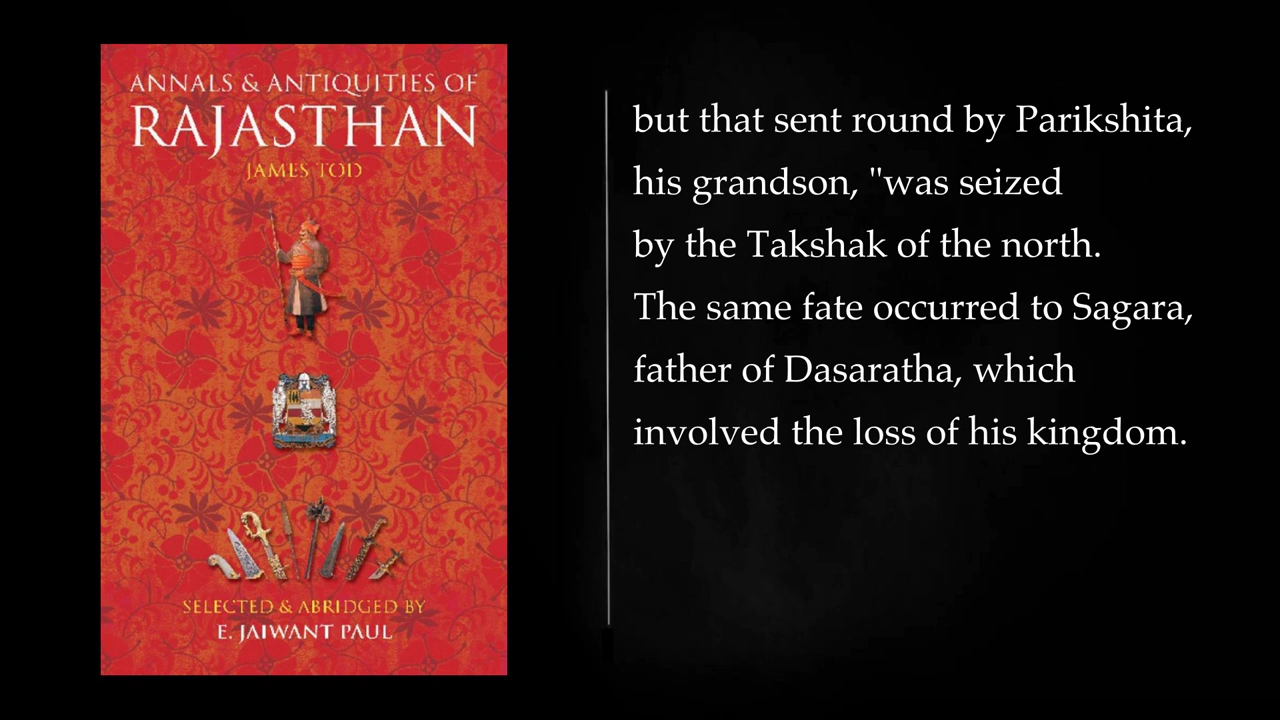 ANNALS & ANTIQUITIES OF
RAJASTHAN
JAMES TOD
SELECTED & ABRIDGED BY
E. JAIWANT PAUL
but that sent round by Parikshita,
his grandson, "was seized
by the Takshak of the north.
The same fate occurred to Sagara,
father of Dasaratha, which
involved the loss of his kingdom.